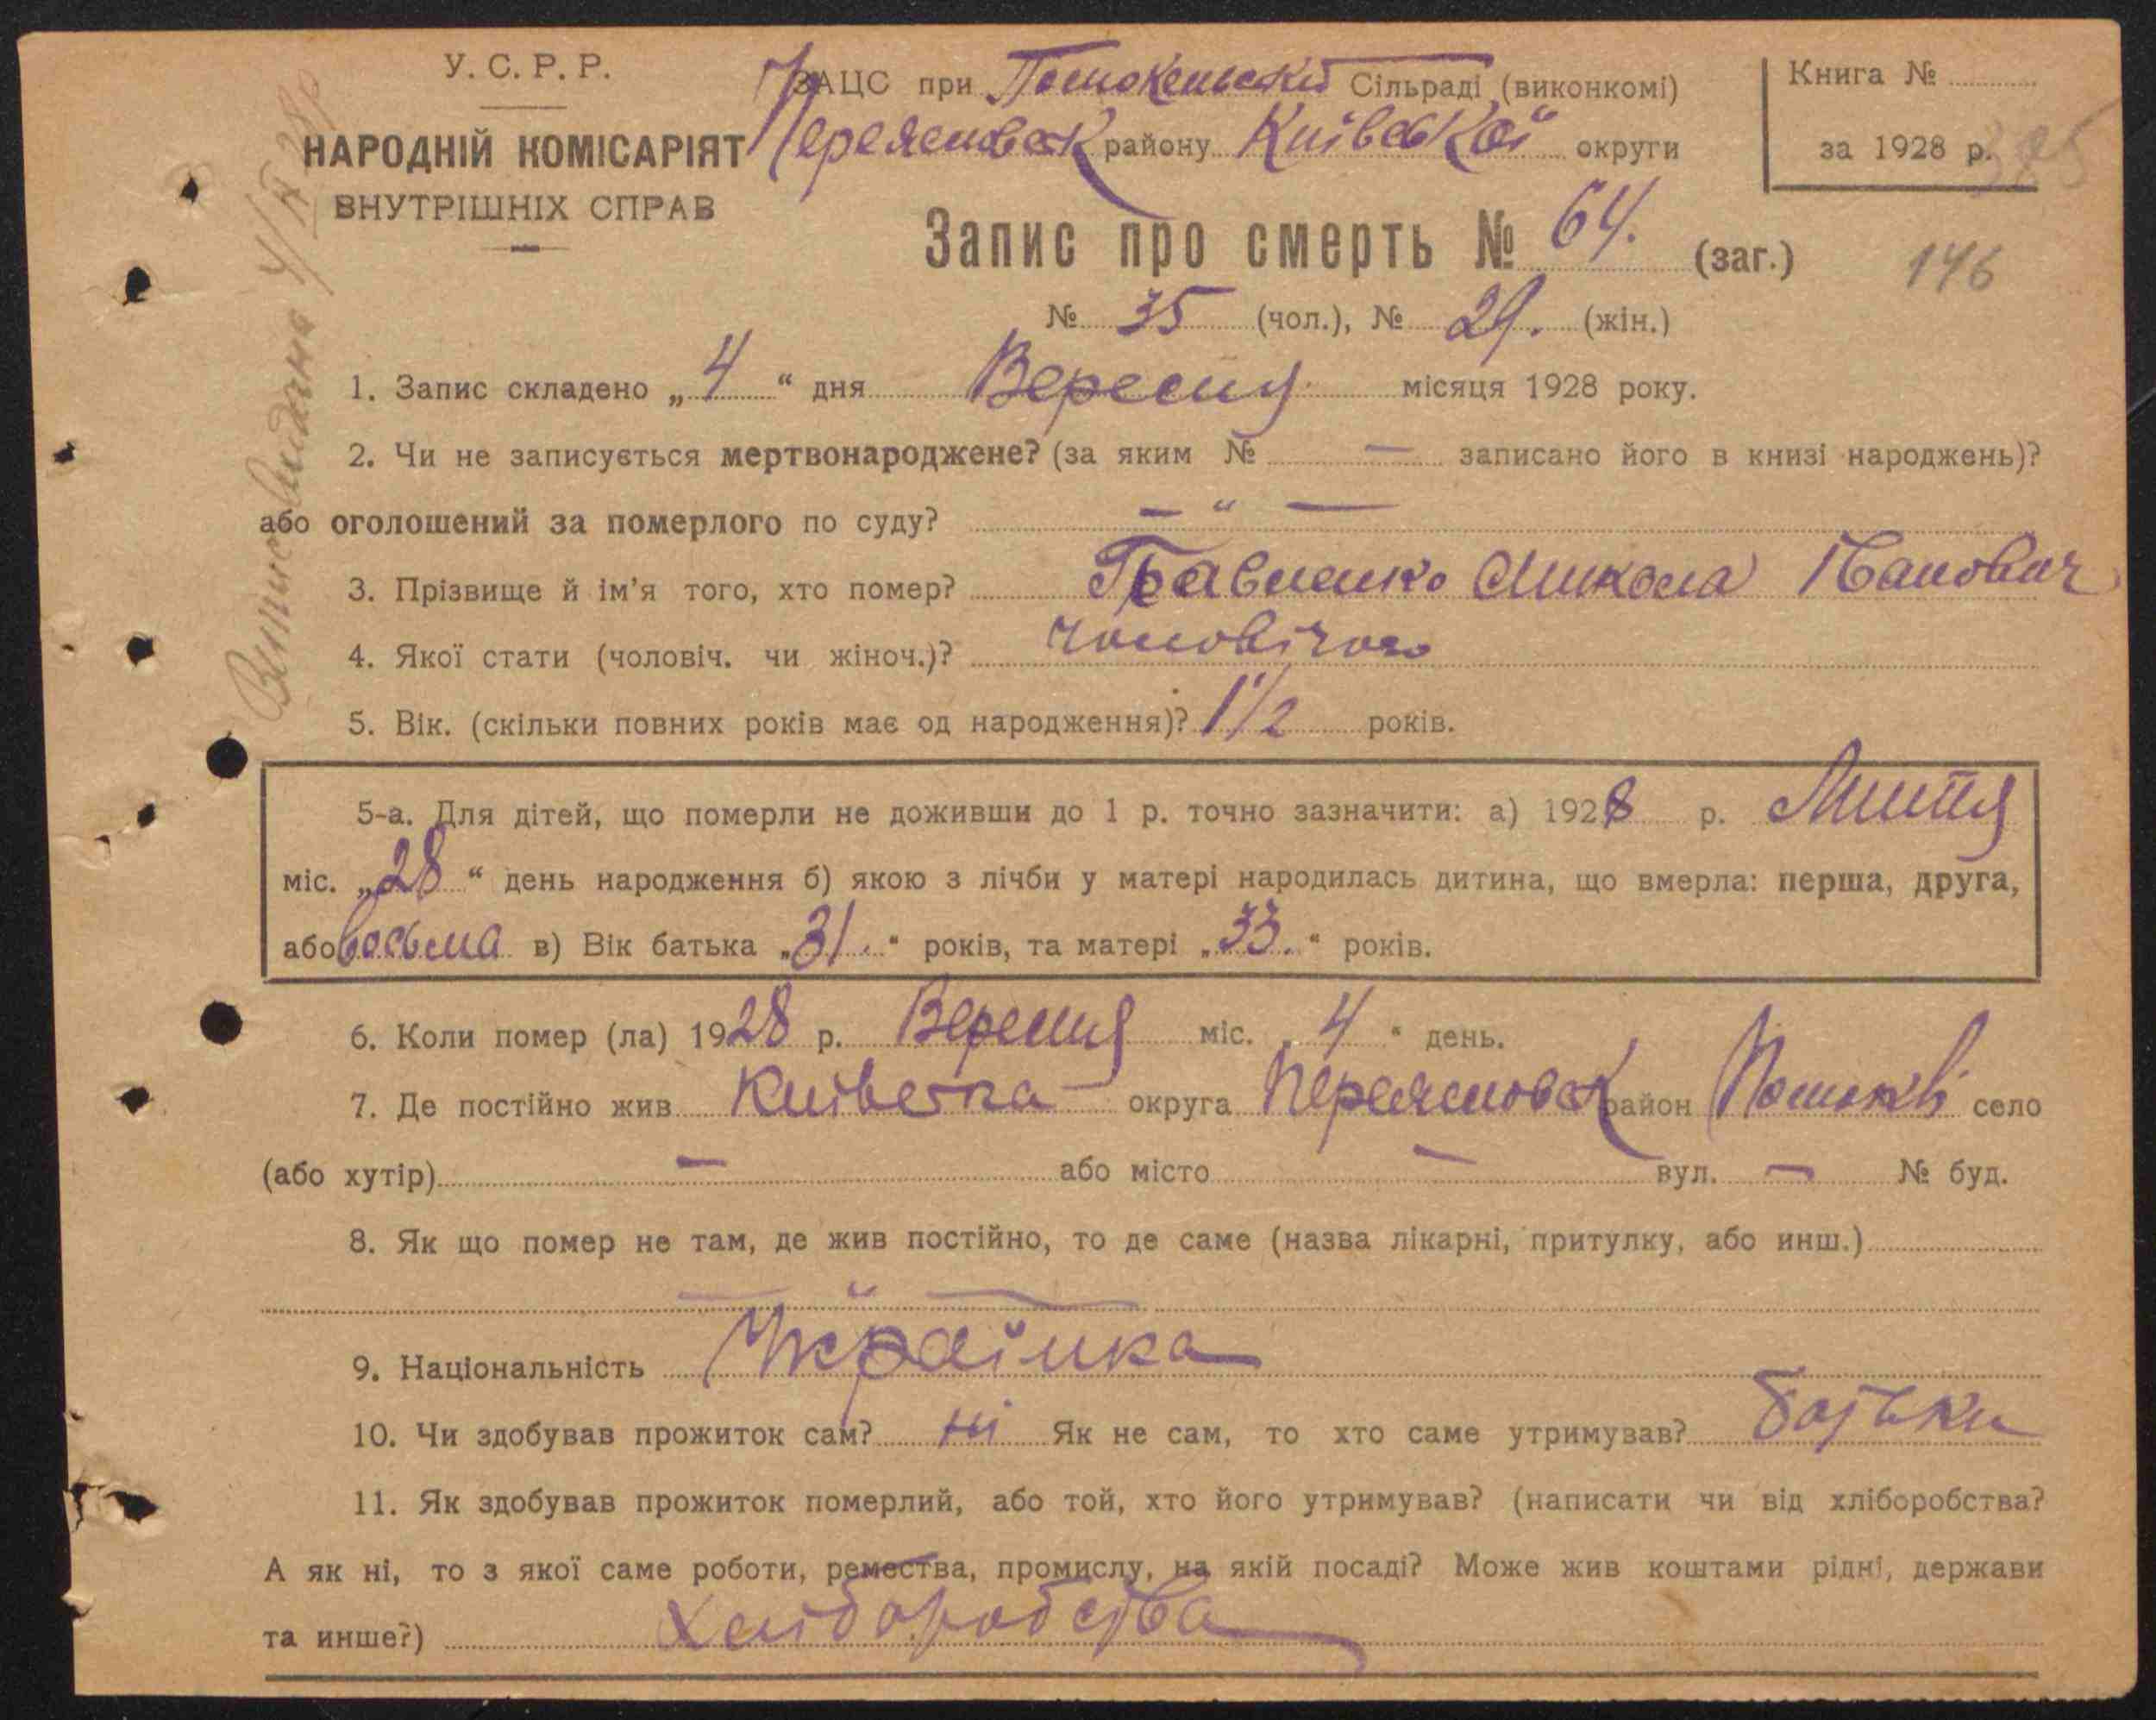 У. С. Р. Р.
НАРОДНІЙ КОМІСАРІЯТ
ВНУТРІШНІХ СПРАВ
ЗАЦС при Сільраді (виконкомі)
району Київської округи
Книга №
за 1928 р.
385
Запис про смерть № 64. (заг.)
146
№ 35 (чол.), № 29. (жін.)
1. Запис складено „ 4 “ дня Вересня місяця 1928 року.
2. Чи не записується мертвонароджене? (за яким № — записано його в книзі народжень)?
або оголошений за померлого по суду? — “ —
3. Прізвище й ім'я того, хто помер? Микола Іванович
4. Якої стати (чоловіч. чи жіноч.)? чоловічого
5. Вік. (скільки повних років має од народження)? 1 1/2 років.
5-а. Для дітей, що померли не доживши до 1 р. точно зазначити: а) 1928 р. Липня
міс. „28 “ день народження б) якою з лічби у матері народилась дитина, що вмерла: перша, друга,
або восьма в) Вік батька „31.“ років, та матері „33.“ років.
6. Коли помер (ла) 1928 р. Вересня міс. „ 4 “ день.
7. Де постійно жив Київська округа район село
(або хутір) — або місто — вул. — № буд.
8. Як що помер не там, де жив постійно, то де саме (назва лікарні, притулку, або инш.)
— “ —
9. Національність Українка
10. Чи здобував прожиток сам? ні Як не сам, то хто саме утримував? батьки
11. Як здобував прожиток померлий, або той, хто його утримував? (написати чи від хліборобства?
А як ні, то з якої саме роботи, ремества, промислу, на якій посаді? Може жив коштами рідні, держави
та инше?) Хліборобства